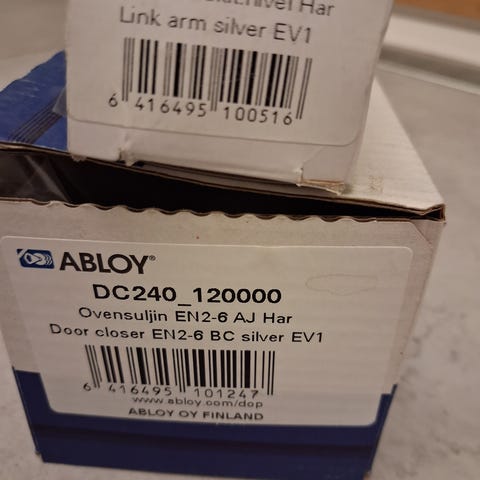 Har
Link arm silver EV1
6 416495 100516
ABLOY®
DC240_120000
Ovensuljin EN2-6 AJ Har
Door closer EN2-6 BC silver EV1
6 416495 101247
www.abloy.com/dop
ABLOY OY FINLAND